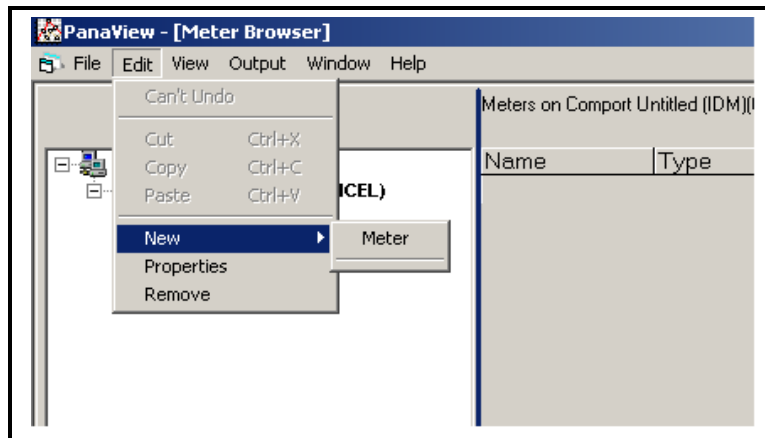 PanaView - [Meter Browser]
File Edit View Output Window Help
Can't Undo
Meters on Comport Untitled (IDM)(
Cut Ctrl+X
Name Type
Copy Ctrl+C
Paste Ctrl+V
ICEL)
New
Meter
Properties
Remove